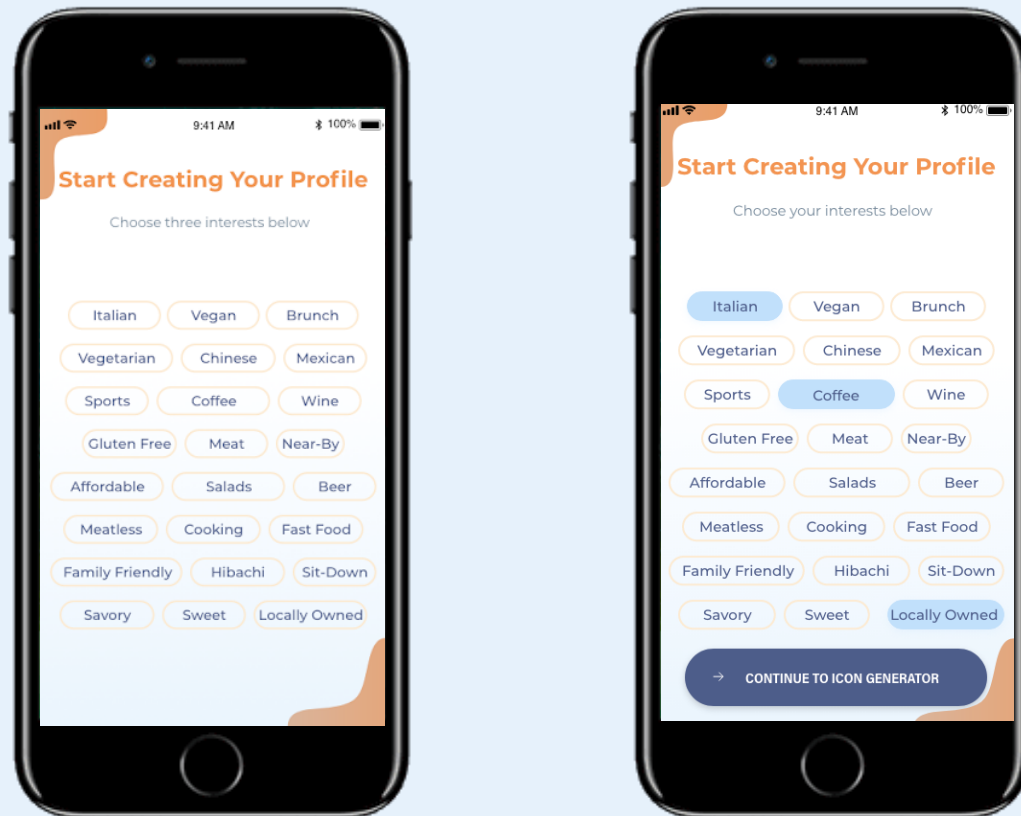 9:41 AM 100%
Start Creating Your Profile
Choose three interests below
Italian Vegan Brunch
Vegetarian Chinese Mexican
Sports Coffee Wine
Gluten Free Meat Near-By
Affordable Salads Beer
Meatless Cooking Fast Food
Family Friendly Hibachi Sit-Down
Savory Sweet Locally Owned
9:41 AM 100%
Start Creating Your Profile
Choose your interests below
Italian Vegan Brunch
Vegetarian Chinese Mexican
Sports Coffee Wine
Gluten Free Meat Near-By
Affordable Salads Beer
Meatless Cooking Fast Food
Family Friendly Hibachi Sit-Down
Savory Sweet Locally Owned
CONTINUE TO ICON GENERATOR